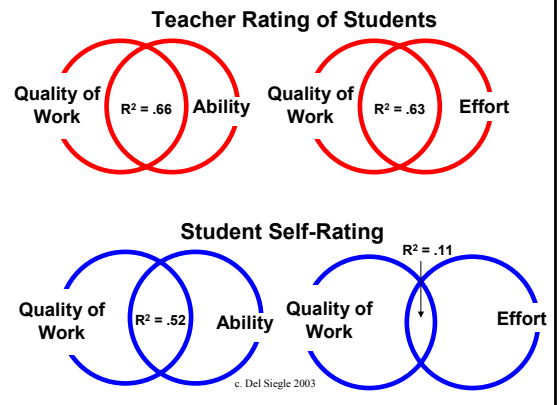 Teacher Rating of Students
Quality of
Work
R² = .66
Ability
Quality of
Work
R² = .63
Effort
Student Self-Rating
R² = .11
Quality of
Work
R² = .52
Ability
Quality of
Work
Effort
c. Del Siegle 2003